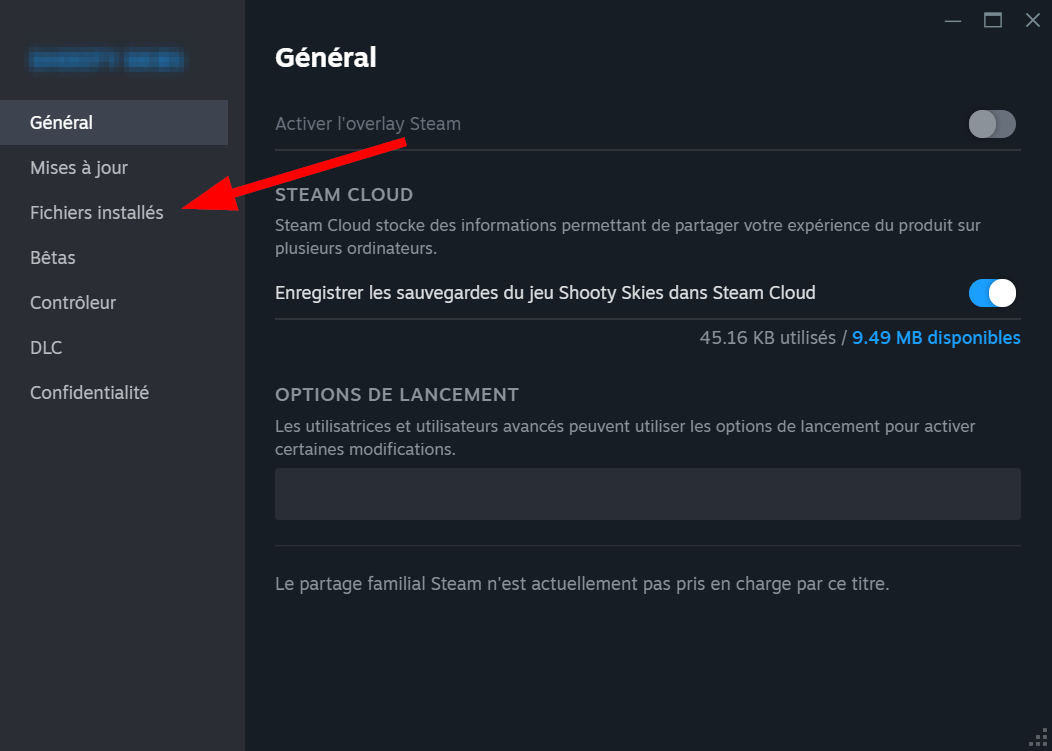 Général
Mises à jour
Fichiers installés
Bêtas
Contrôleur
DLC
Confidentialité
Général
Activer l'overlay Steam
STEAM CLOUD
Steam Cloud stocke des informations permettant de partager votre expérience du produit sur
plusieurs ordinateurs.
Enregistrer les sauvegardes du jeu Shooty Skies dans Steam Cloud
45.16 KB utilisés / 9.49 MB disponibles
OPTIONS DE LANCEMENT
Les utilisatrices et utilisateurs avancés peuvent utiliser les options de lancement pour activer
certaines modifications.
Le partage familial Steam n'est actuellement pas pris en charge par ce titre.